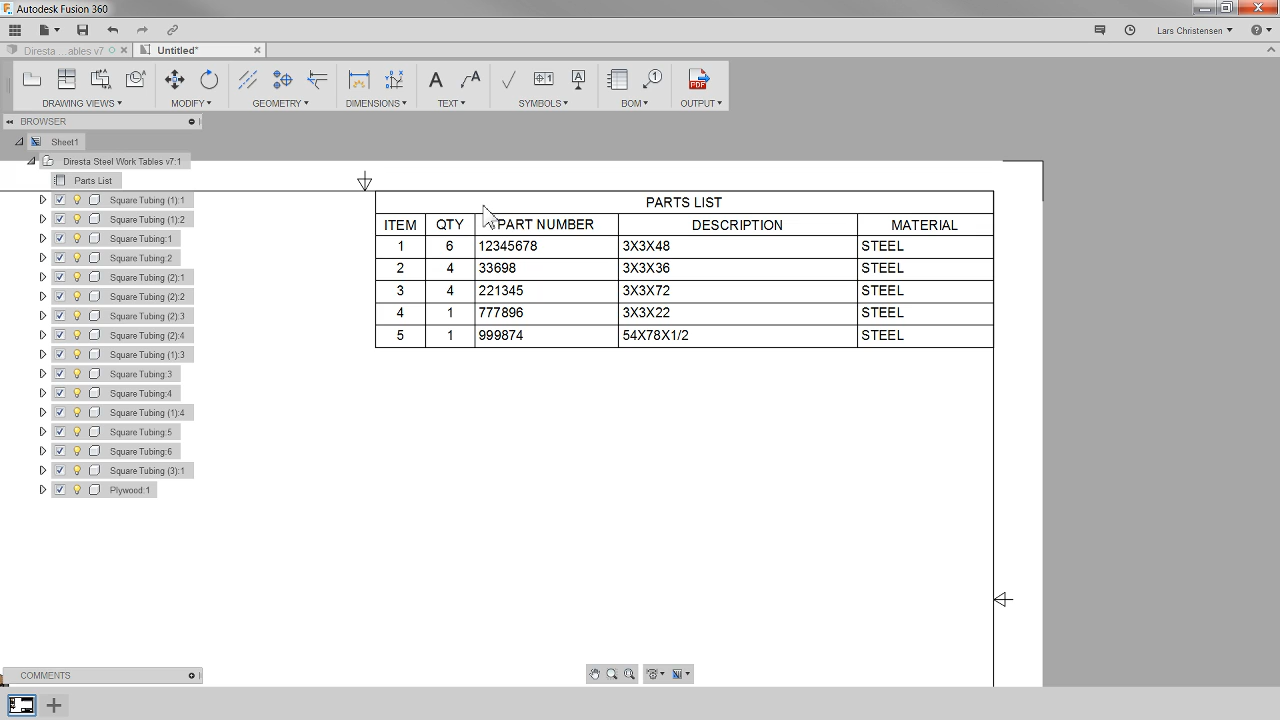 Autodesk Fusion 360
Lars Christensen
Diresta ...ables v7
Untitled*
DRAWING VIEWS
MODIFY
GEOMETRY
DIMENSIONS
TEXT
SYMBOLS
BOM
OUTPUT
BROWSER
Sheet1
Diresta Steel Work Tables v7:1
Parts List
Square Tubing (1):1
Square Tubing (1):2
Square Tubing:1
Square Tubing:2
Square Tubing (2):1
Square Tubing (2):2
Square Tubing (2):3
Square Tubing (2):4
Square Tubing (1):3
Square Tubing:3
Square Tubing:4
Square Tubing (1):4
Square Tubing:5
Square Tubing:6
Square Tubing (3):1
Plywood:1
PARTS LIST
ITEM QTY PART NUMBER DESCRIPTION MATERIAL
1 6 12345678 3X3X48 STEEL
2 4 33698 3X3X36 STEEL
3 4 221345 3X3X72 STEEL
4 1 777896 3X3X22 STEEL
5 1 999874 54X78X1/2 STEEL
COMMENTS